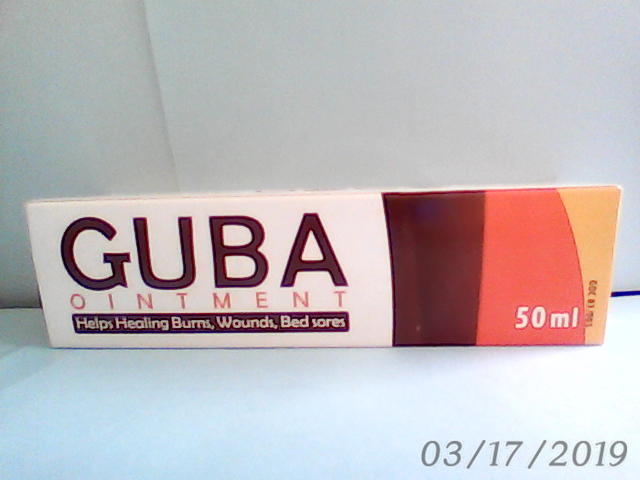 GUBA
OINTMENT
Helps Healing Burns, Wounds, Bed sores
50ml
03/17/2019